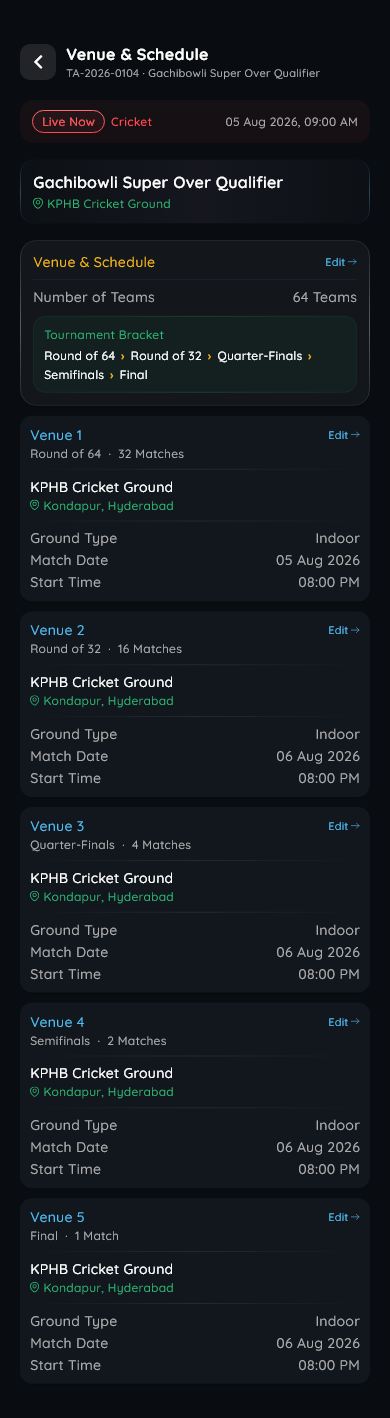 Venue & Schedule
TA-2026-0104 · Gachibowli Super Over Qualifier
Live Now Cricket 05 Aug 2026, 09:00 AM
Gachibowli Super Over Qualifier
KPHB Cricket Ground
Venue & Schedule Edit →
Number of Teams 64 Teams
Tournament Bracket
Round of 64 › Round of 32 › Quarter-Finals ›
Semifinals › Final
Venue 1 Edit →
Round of 64 · 32 Matches
KPHB Cricket Ground
Kondapur, Hyderabad
Ground Type Indoor
Match Date 05 Aug 2026
Start Time 08:00 PM
Venue 2 Edit →
Round of 32 · 16 Matches
KPHB Cricket Ground
Kondapur, Hyderabad
Ground Type Indoor
Match Date 06 Aug 2026
Start Time 08:00 PM
Venue 3 Edit →
Quarter-Finals · 4 Matches
KPHB Cricket Ground
Kondapur, Hyderabad
Ground Type Indoor
Match Date 06 Aug 2026
Start Time 08:00 PM
Venue 4 Edit →
Semifinals · 2 Matches
KPHB Cricket Ground
Kondapur, Hyderabad
Ground Type Indoor
Match Date 06 Aug 2026
Start Time 08:00 PM
Venue 5 Edit →
Final · 1 Match
KPHB Cricket Ground
Kondapur, Hyderabad
Ground Type Indoor
Match Date 06 Aug 2026
Start Time 08:00 PM